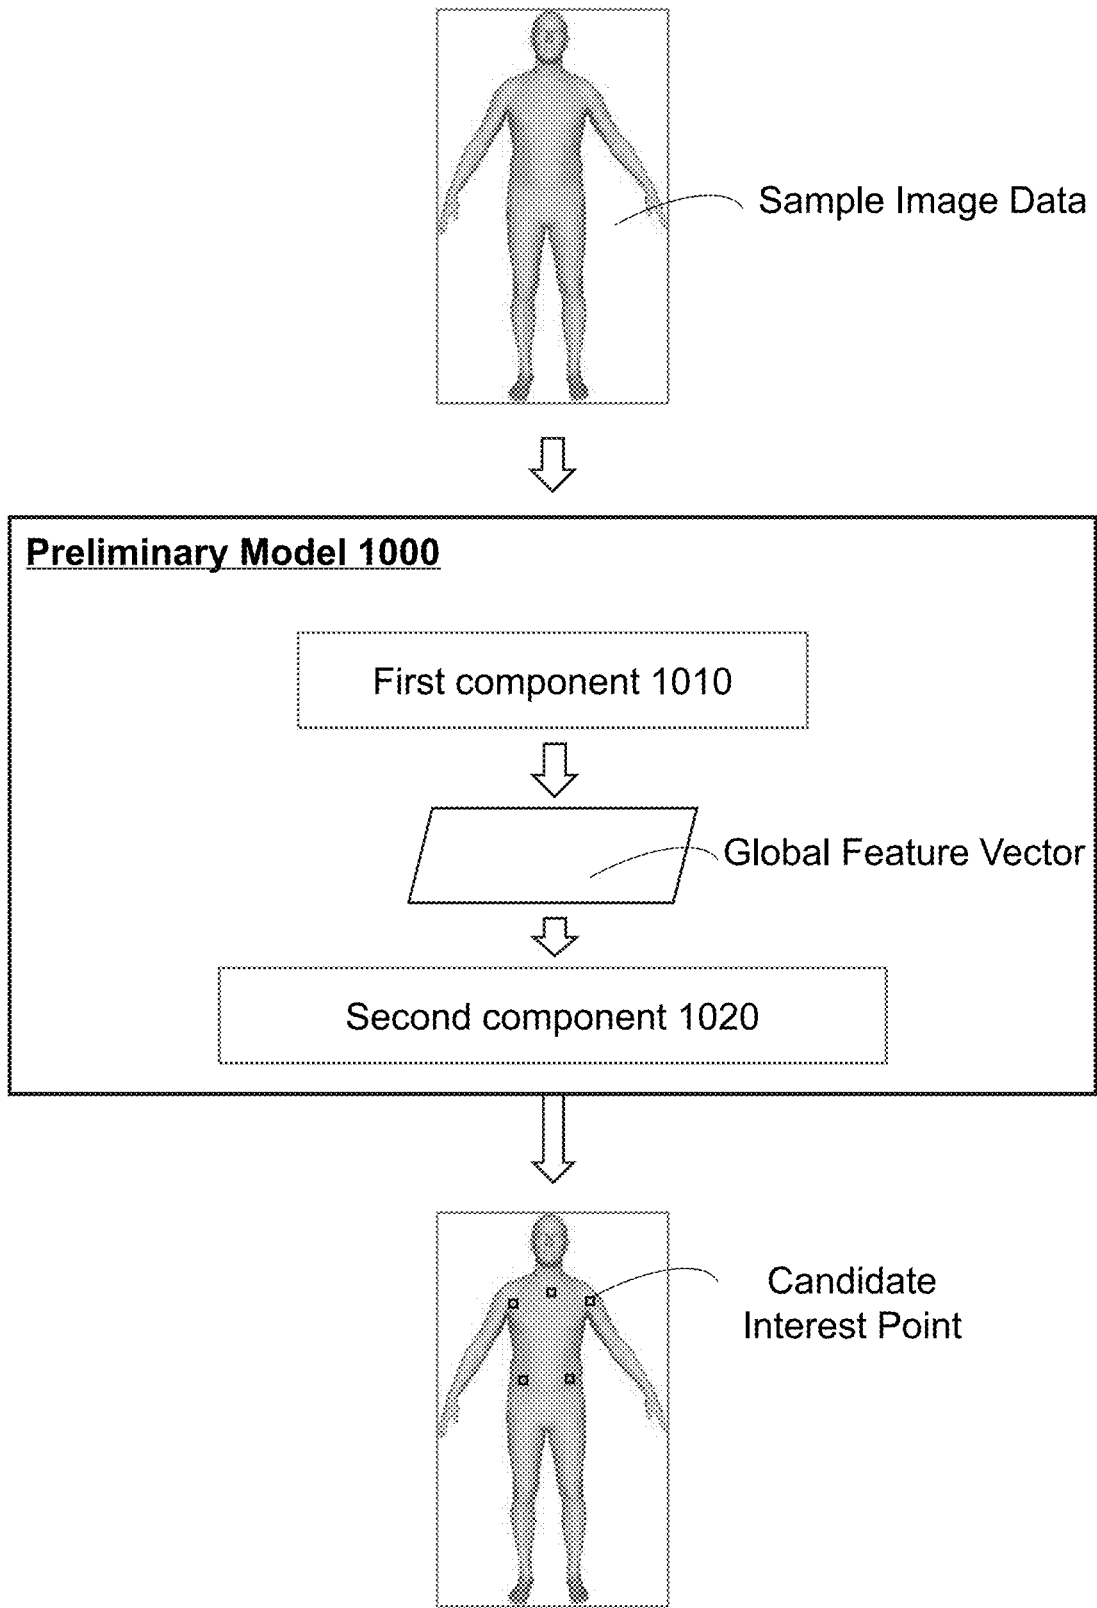 Sample Image Data
Preliminary Model 1000
First component 1010
Global Feature Vector
Second component 1020
Candidate
Interest Point